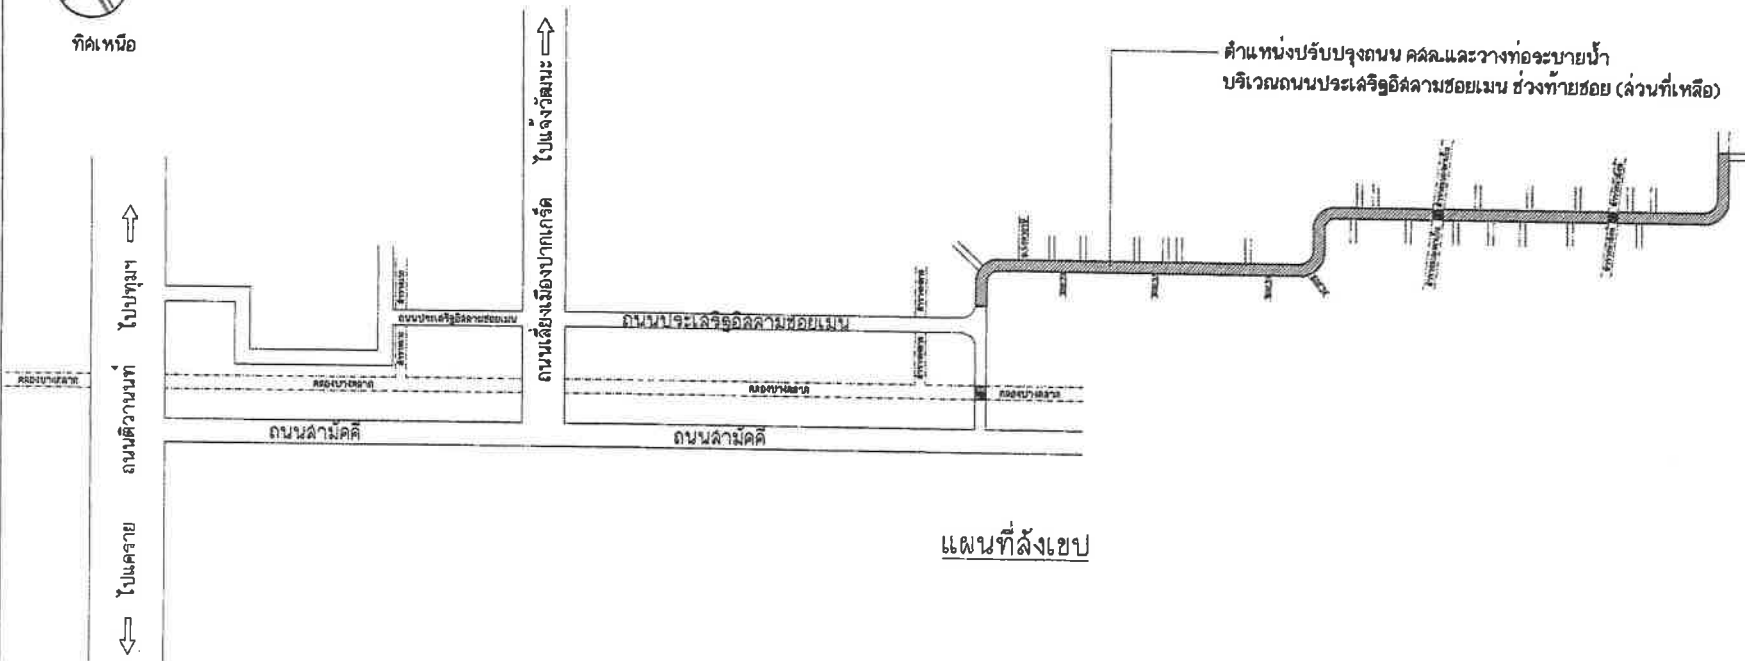 ทิศเหนือ
ตำแหน่งปรับปรุงถนน คสล.และวางท่อระบายน้ำ
บริเวณถนนประเสริฐอิสลามซอยเมน ช่วงท้ายซอย (ส่วนที่เหลือ)
ถนนติวานนท์ ไปปทุมฯ
ไปแคราย
ถนนเลี่ยงเมืองปากเกร็ด ไปแจ้งวัฒนะ
ถนนประเสริฐอิสลามซอยเมน
ถนนประเสริฐอิสลามซอยเมน
คลองบางตลาด
คลองบางตลาด
คลองบางตลาด
คลองบางตลาด
ถนนสามัคคี
ถนนสามัคคี
แผนที่สังเขป